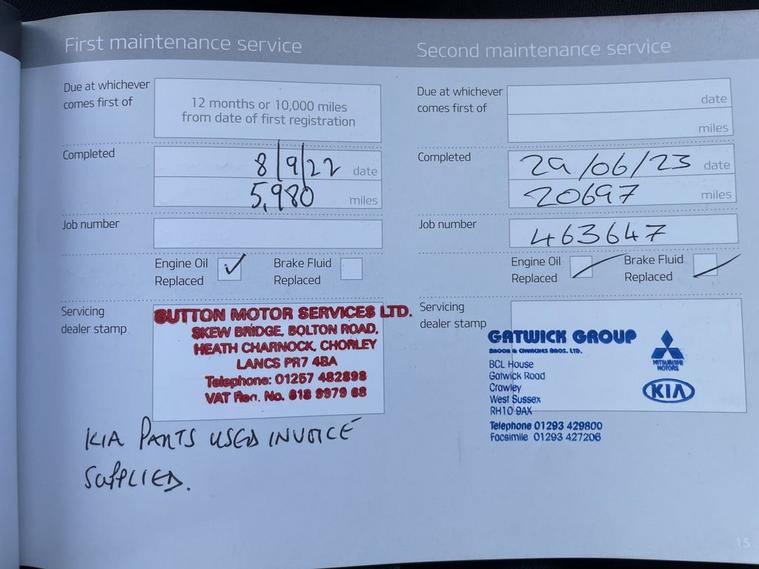 First maintenance service
Due at whichever
comes first of
12 months or 10,000 miles
from date of first registration
Completed
8/9/22 date
5,980 miles
Job number
Engine Oil
Replaced
Brake Fluid
Replaced
Servicing
dealer stamp
SUTTON MOTOR SERVICES LTD.
SKEW BRIDGE, BOLTON ROAD,
HEATH CHARNOCK, CHORLEY
LANCS PR7 4BA
Telephone: 01257 482898
VAT Reg. No. 618 9979 68
KIA PARTS USED INVOICE
SUPPLIED.
Second maintenance service
Due at whichever
comes first of
date
miles
Completed
29/06/23 date
20697 miles
Job number
463647
Engine Oil
Replaced
Brake Fluid
Replaced
Servicing
dealer stamp
GATWICK GROUP
BROS. LTD.
BCL House
Gatwick Road
Crawley
West Sussex
RH10 9AX
Telephone 01293 429800
Facsimile 01293 427206
MITSUBISHI
MOTORS
KIA
15